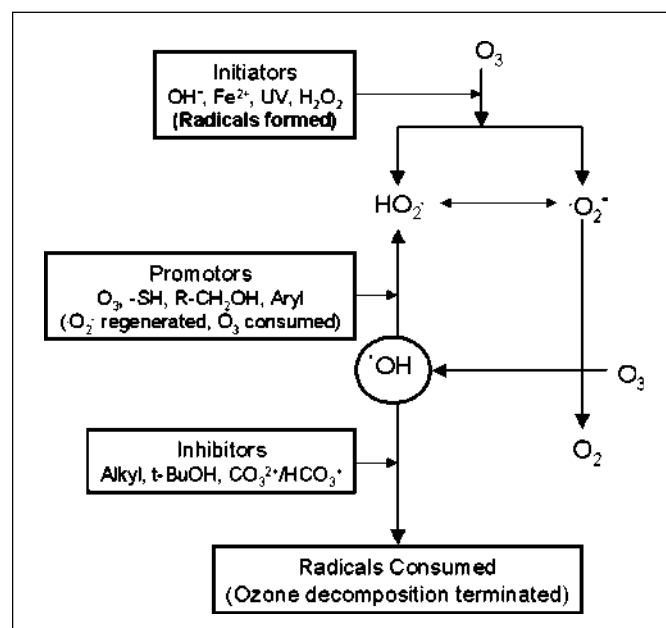 O₃
Initiators
OH⁻, Fe²⁺, UV, H₂O₂
(Radicals formed)
HO₂·
·O₂⁻
Promotors
O₃, -SH, R-CH₂OH, Aryl
(·O₂⁻ regenerated, O₃ consumed)
·OH
O₃
O₂
Inhibitors
Alkyl, t-BuOH, CO₃²⁺/HCO₃⁺
Radicals Consumed
(Ozone decomposition terminated)